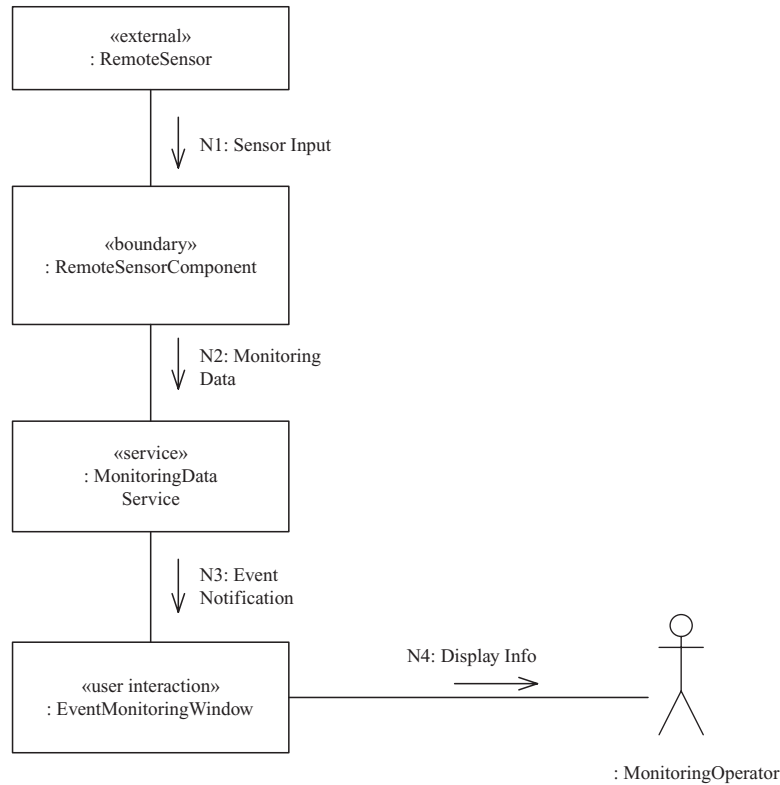 «external»
: RemoteSensor
N1: Sensor Input
«boundary»
: RemoteSensorComponent
N2: Monitoring
Data
«service»
: MonitoringData
Service
N3: Event
Notification
«user interaction»
: EventMonitoringWindow
N4: Display Info
: MonitoringOperator